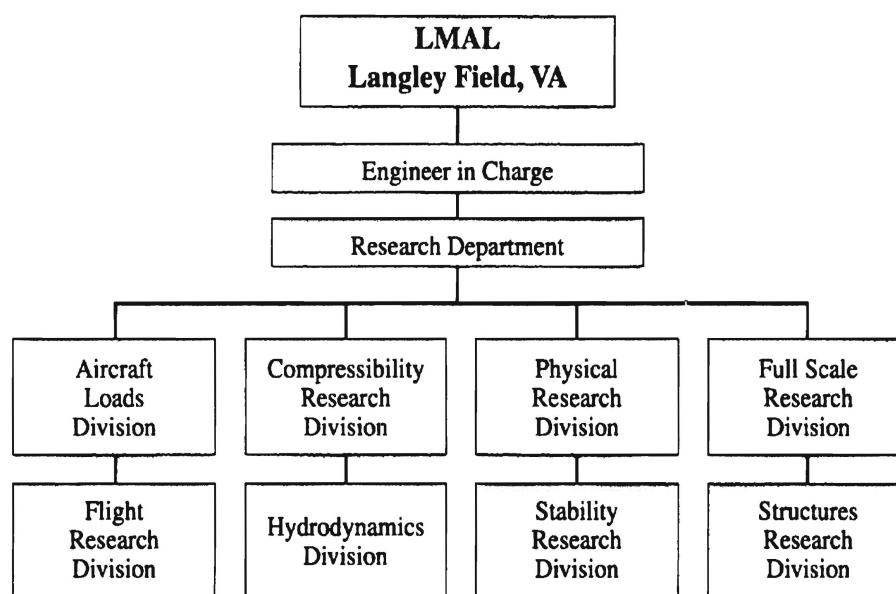 LMAL
Langley Field, VA
Engineer in Charge
Research Department
Aircraft
Loads
Division
Compressibility
Research
Division
Physical
Research
Division
Full Scale
Research
Division
Flight
Research
Division
Hydrodynamics
Division
Stability
Research
Division
Structures
Research
Division